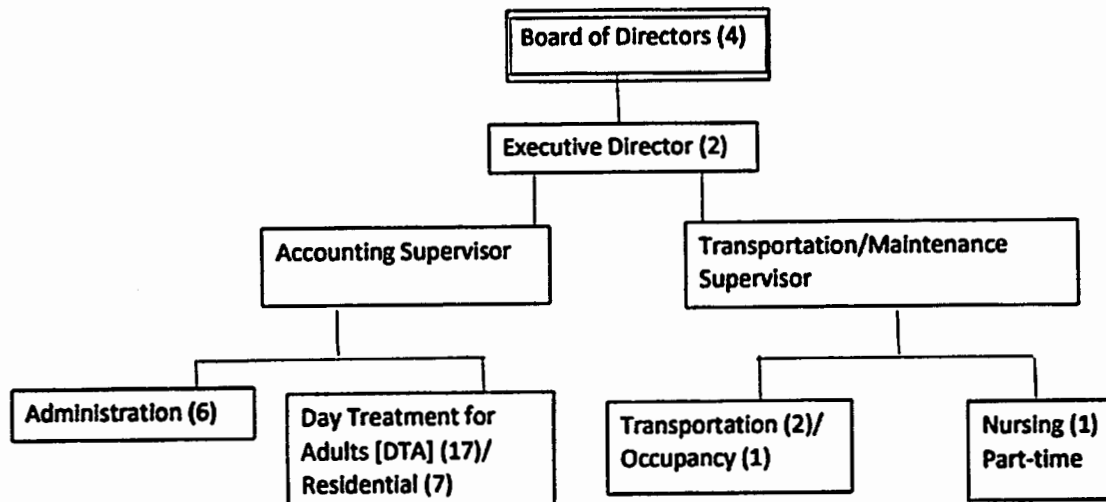 Board of Directors (4)
Executive Director (2)
Accounting Supervisor
Transportation/Maintenance
Supervisor
Administration (6)
Day Treatment for
Adults [DTA] (17)/
Residential (7)
Transportation (2)/
Occupancy (1)
Nursing (1)
Part-time